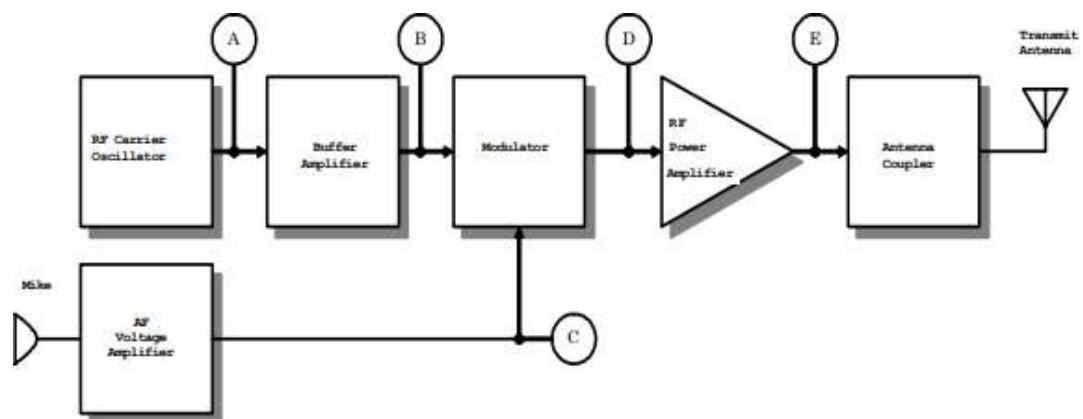 A
B
D
E
Transmit
Antenna
RF Carrier
Oscillator
Buffer
Amplifier
Modulator
RF
Power
Amplifier
Antenna
Coupler
Mike
AF
Voltage
Amplifier
C